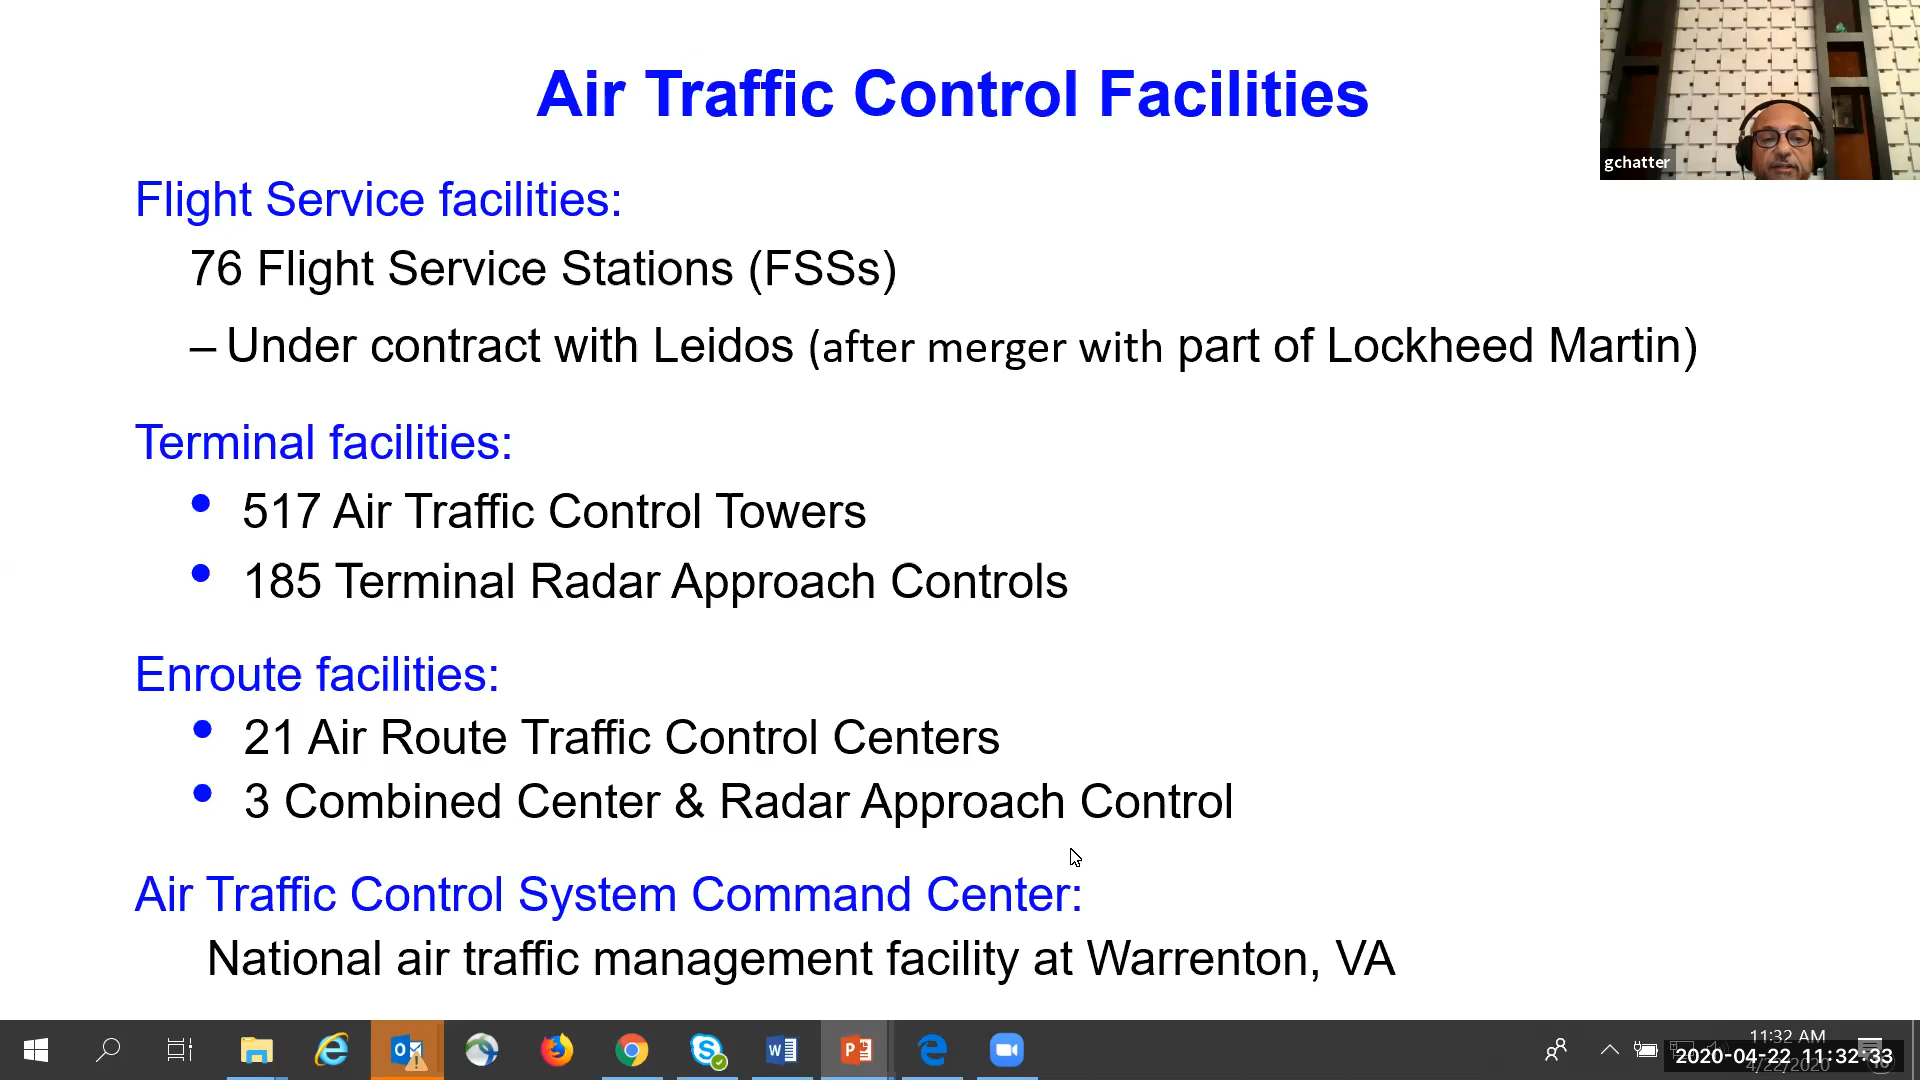 Air Traffic Control Facilities
gchatter
Flight Service facilities:
76 Flight Service Stations (FSSs)
– Under contract with Leidos (after merger with part of Lockheed Martin)
Terminal facilities:
• 517 Air Traffic Control Towers
• 185 Terminal Radar Approach Controls
Enroute facilities:
• 21 Air Route Traffic Control Centers
• 3 Combined Center & Radar Approach Control
Air Traffic Control System Command Center:
National air traffic management facility at Warrenton, VA
11:32 AM
2020-04-22 11:32:33
4/22/2020